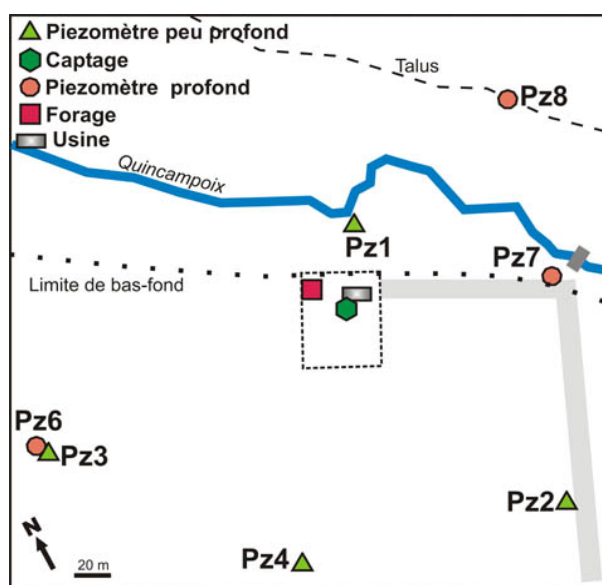 Piezomètre peu profond
Captage
Piezomètre profond
Forage
Usine
Talus
Pz8
Quincampoix
Pz1
Pz7
Limite de bas-fond
Pz6
Pz3
Pz2
N
20 m
Pz4